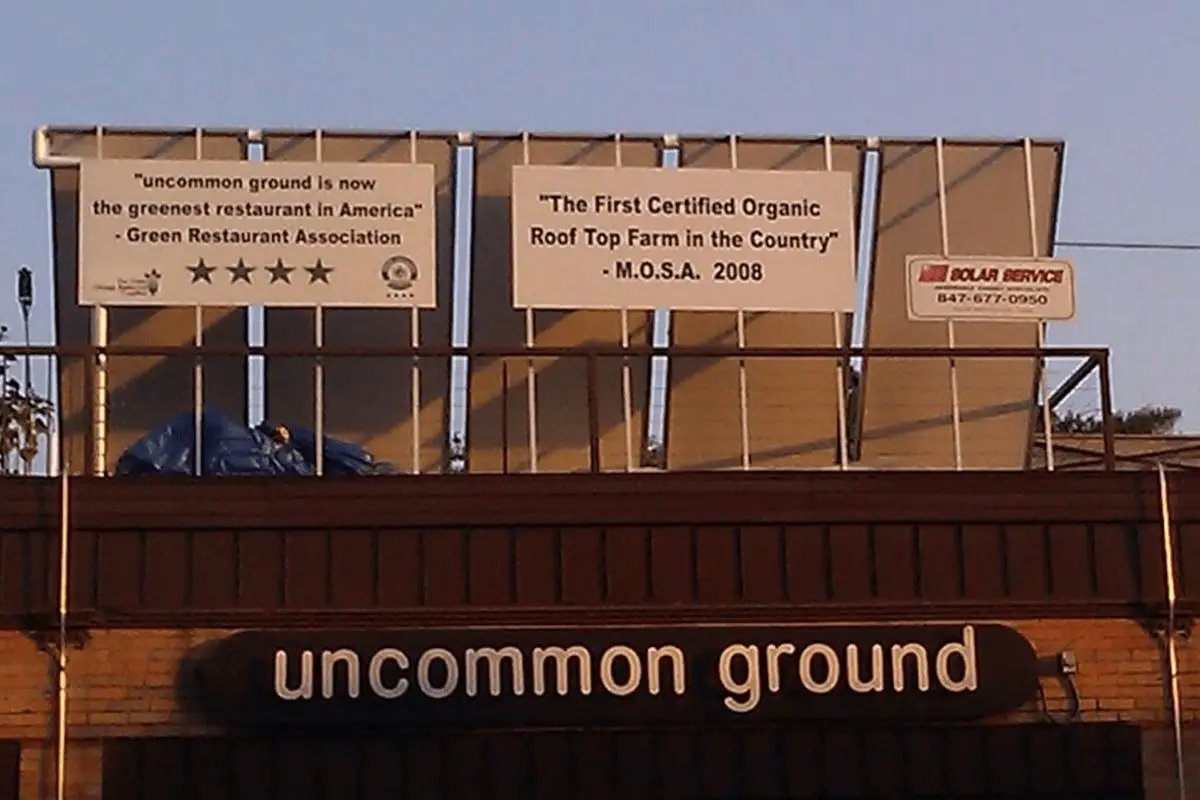 "uncommon ground is now
the greenest restaurant in America"
- Green Restaurant Association
"The First Certified Organic
Roof Top Farm in the Country"
- M.O.S.A. 2008
SOLAR SERVICE
847-677-0950
uncommon ground